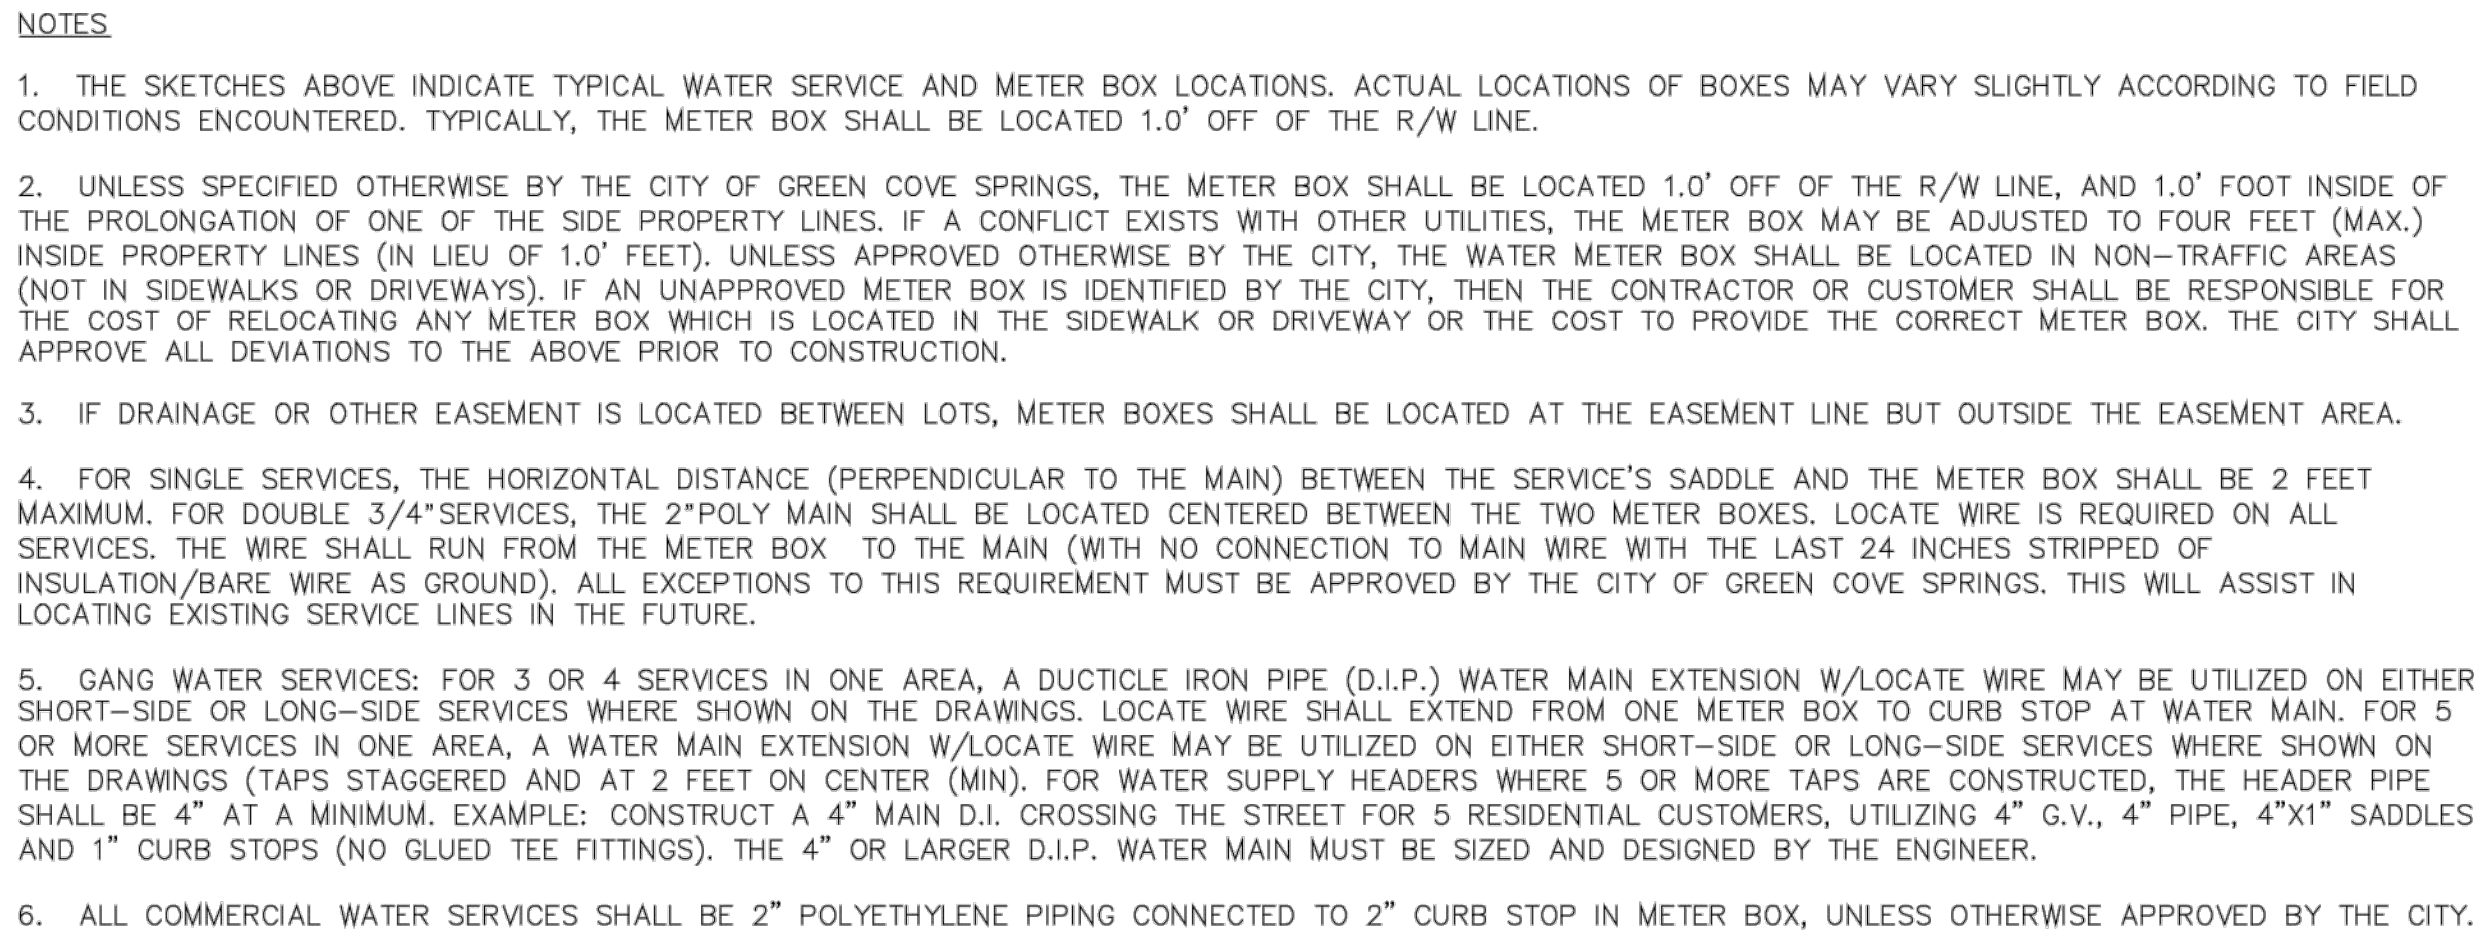 NOTES
1. THE SKETCHES ABOVE INDICATE TYPICAL WATER SERVICE AND METER BOX LOCATIONS. ACTUAL LOCATIONS OF BOXES MAY VARY SLIGHTLY ACCORDING TO FIELD
CONDITIONS ENCOUNTERED. TYPICALLY, THE METER BOX SHALL BE LOCATED 1.0' OFF OF THE R/W LINE.
2. UNLESS SPECIFIED OTHERWISE BY THE CITY OF GREEN COVE SPRINGS, THE METER BOX SHALL BE LOCATED 1.0' OFF OF THE R/W LINE, AND 1.0' FOOT INSIDE OF
THE PROLONGATION OF ONE OF THE SIDE PROPERTY LINES. IF A CONFLICT EXISTS WITH OTHER UTILITIES, THE METER BOX MAY BE ADJUSTED TO FOUR FEET (MAX.)
INSIDE PROPERTY LINES (IN LIEU OF 1.0' FEET). UNLESS APPROVED OTHERWISE BY THE CITY, THE WATER METER BOX SHALL BE LOCATED IN NON-TRAFFIC AREAS
(NOT IN SIDEWALKS OR DRIVEWAYS). IF AN UNAPPROVED METER BOX IS IDENTIFIED BY THE CITY, THEN THE CONTRACTOR OR CUSTOMER SHALL BE RESPONSIBLE FOR
THE COST OF RELOCATING ANY METER BOX WHICH IS LOCATED IN THE SIDEWALK OR DRIVEWAY OR THE COST TO PROVIDE THE CORRECT METER BOX. THE CITY SHALL
APPROVE ALL DEVIATIONS TO THE ABOVE PRIOR TO CONSTRUCTION.
3. IF DRAINAGE OR OTHER EASEMENT IS LOCATED BETWEEN LOTS, METER BOXES SHALL BE LOCATED AT THE EASEMENT LINE BUT OUTSIDE THE EASEMENT AREA.
4. FOR SINGLE SERVICES, THE HORIZONTAL DISTANCE (PERPENDICULAR TO THE MAIN) BETWEEN THE SERVICE'S SADDLE AND THE METER BOX SHALL BE 2 FEET
MAXIMUM. FOR DOUBLE 3/4"SERVICES, THE 2"POLY MAIN SHALL BE LOCATED CENTERED BETWEEN THE TWO METER BOXES. LOCATE WIRE IS REQUIRED ON ALL
SERVICES. THE WIRE SHALL RUN FROM THE METER BOX TO THE MAIN (WITH NO CONNECTION TO MAIN WIRE WITH THE LAST 24 INCHES STRIPPED OF
INSULATION/BARE WIRE AS GROUND). ALL EXCEPTIONS TO THIS REQUIREMENT MUST BE APPROVED BY THE CITY OF GREEN COVE SPRINGS. THIS WILL ASSIST IN
LOCATING EXISTING SERVICE LINES IN THE FUTURE.
5. GANG WATER SERVICES: FOR 3 OR 4 SERVICES IN ONE AREA, A DUCTICLE IRON PIPE (D.I.P.) WATER MAIN EXTENSION W/LOCATE WIRE MAY BE UTILIZED ON EITHER
SHORT-SIDE OR LONG-SIDE SERVICES WHERE SHOWN ON THE DRAWINGS. LOCATE WIRE SHALL EXTEND FROM ONE METER BOX TO CURB STOP AT WATER MAIN. FOR 5
OR MORE SERVICES IN ONE AREA, A WATER MAIN EXTENSION W/LOCATE WIRE MAY BE UTILIZED ON EITHER SHORT-SIDE OR LONG-SIDE SERVICES WHERE SHOWN ON
THE DRAWINGS (TAPS STAGGERED AND AT 2 FEET ON CENTER (MIN). FOR WATER SUPPLY HEADERS WHERE 5 OR MORE TAPS ARE CONSTRUCTED, THE HEADER PIPE
SHALL BE 4" AT A MINIMUM. EXAMPLE: CONSTRUCT A 4" MAIN D.I. CROSSING THE STREET FOR 5 RESIDENTIAL CUSTOMERS, UTILIZING 4" G.V., 4" PIPE, 4"X1" SADDLES
AND 1" CURB STOPS (NO GLUED TEE FITTINGS). THE 4" OR LARGER D.I.P. WATER MAIN MUST BE SIZED AND DESIGNED BY THE ENGINEER.
6. ALL COMMERCIAL WATER SERVICES SHALL BE 2" POLYETHYLENE PIPING CONNECTED TO 2" CURB STOP IN METER BOX, UNLESS OTHERWISE APPROVED BY THE CITY.